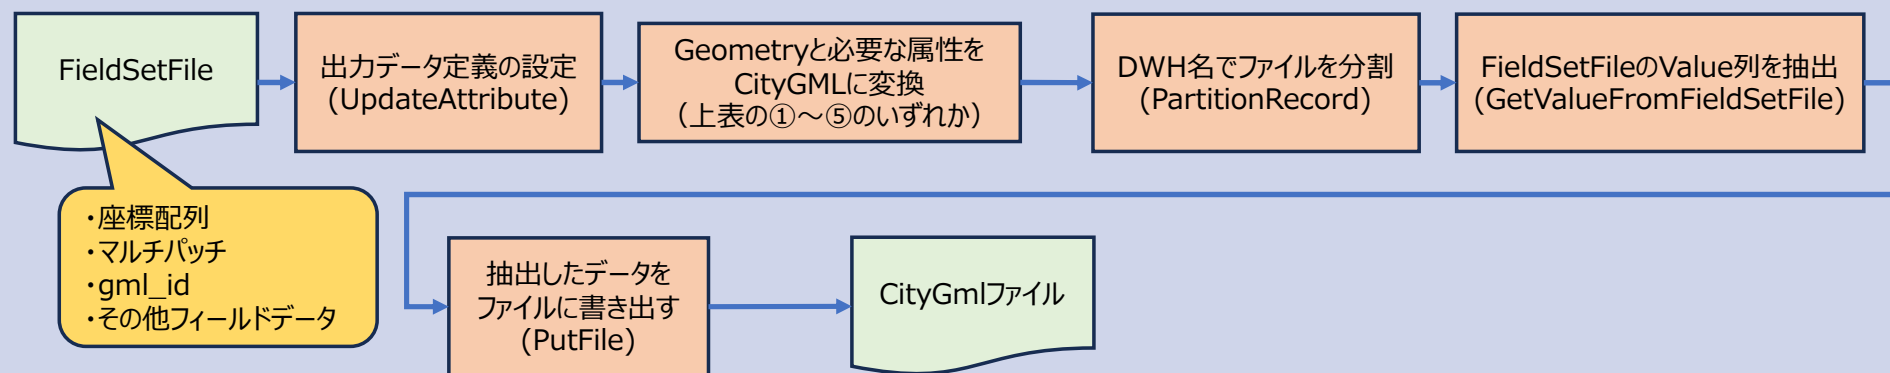 FieldSetFile
出力データ定義の設定
(UpdateAttribute)
Geometryと必要な属性を
CityGMLに変換
（上表の①～⑤のいずれか）
DWH名でファイルを分割
(PartitionRecord)
FieldSetFileのValue列を抽出
(GetValueFromFieldSetFile)
・座標配列
・マルチパッチ
・gml_id
・その他フィールドデータ
抽出したデータを
ファイルに書き出す
(PutFile)
CityGmlファイル